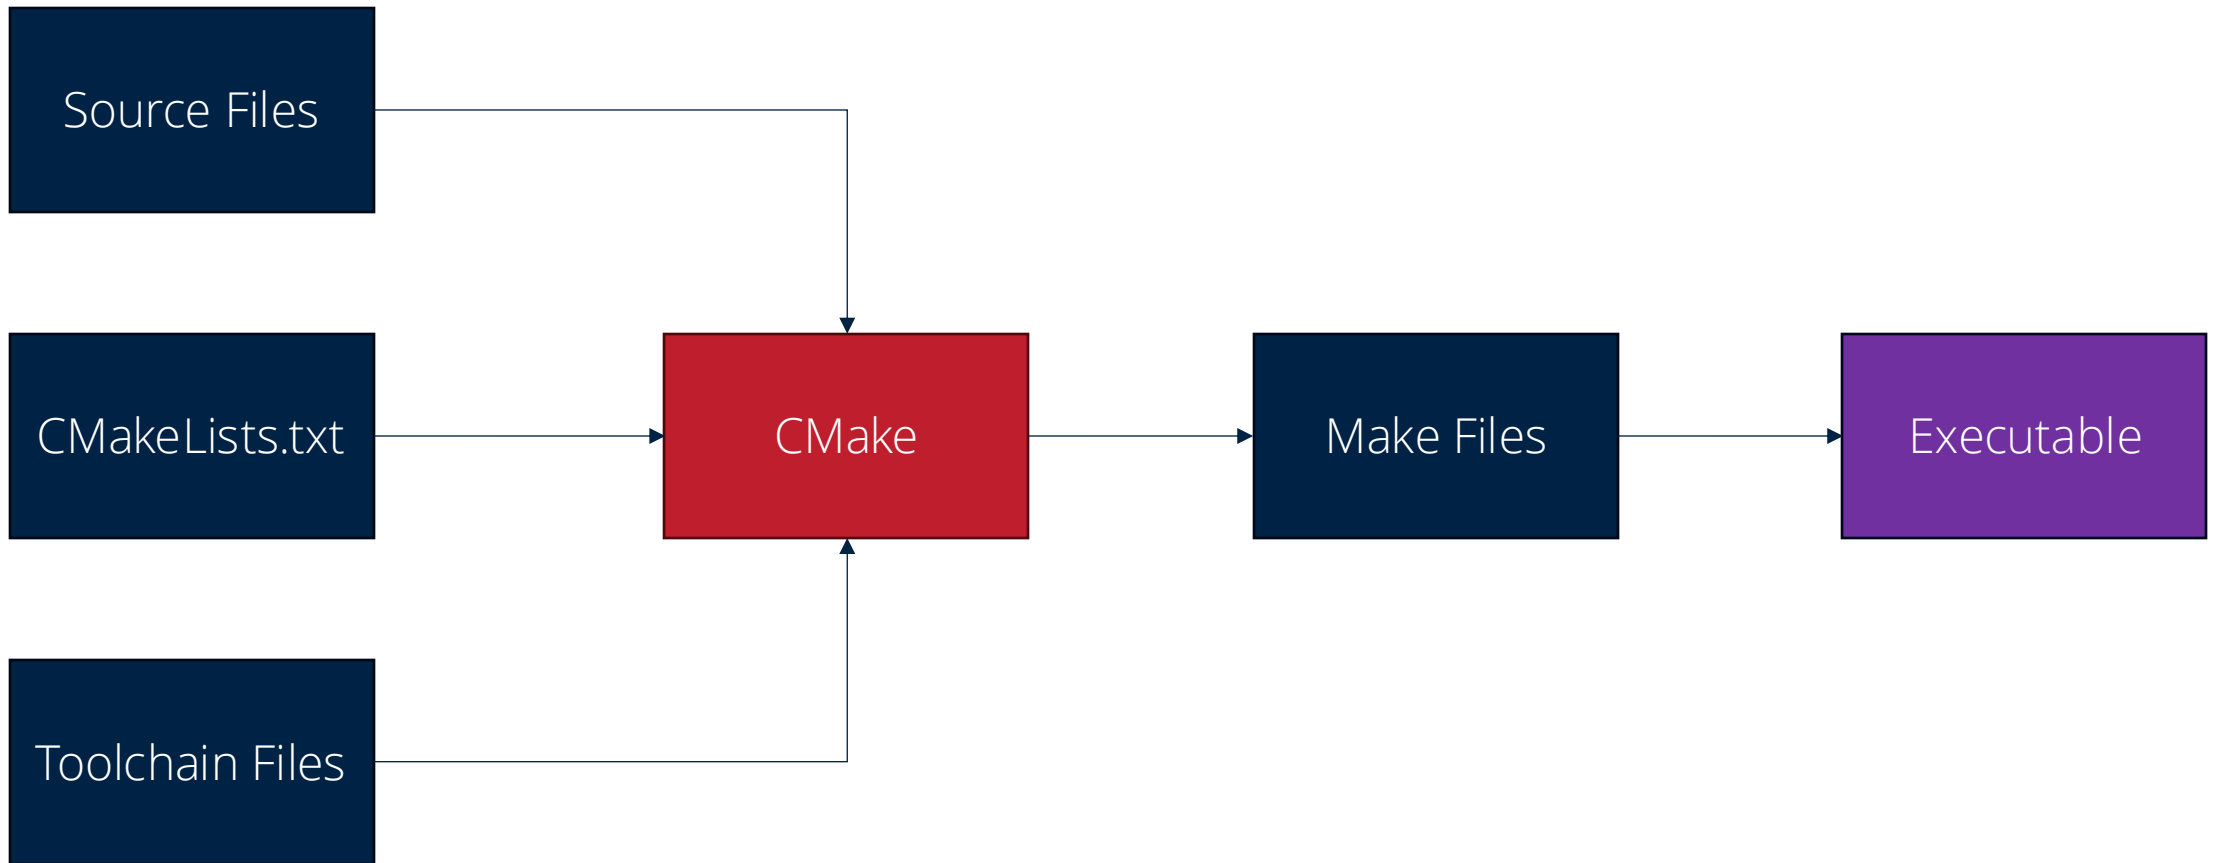 Source Files
CMakeLists.txt
CMake
Make Files
Executable
Toolchain Files